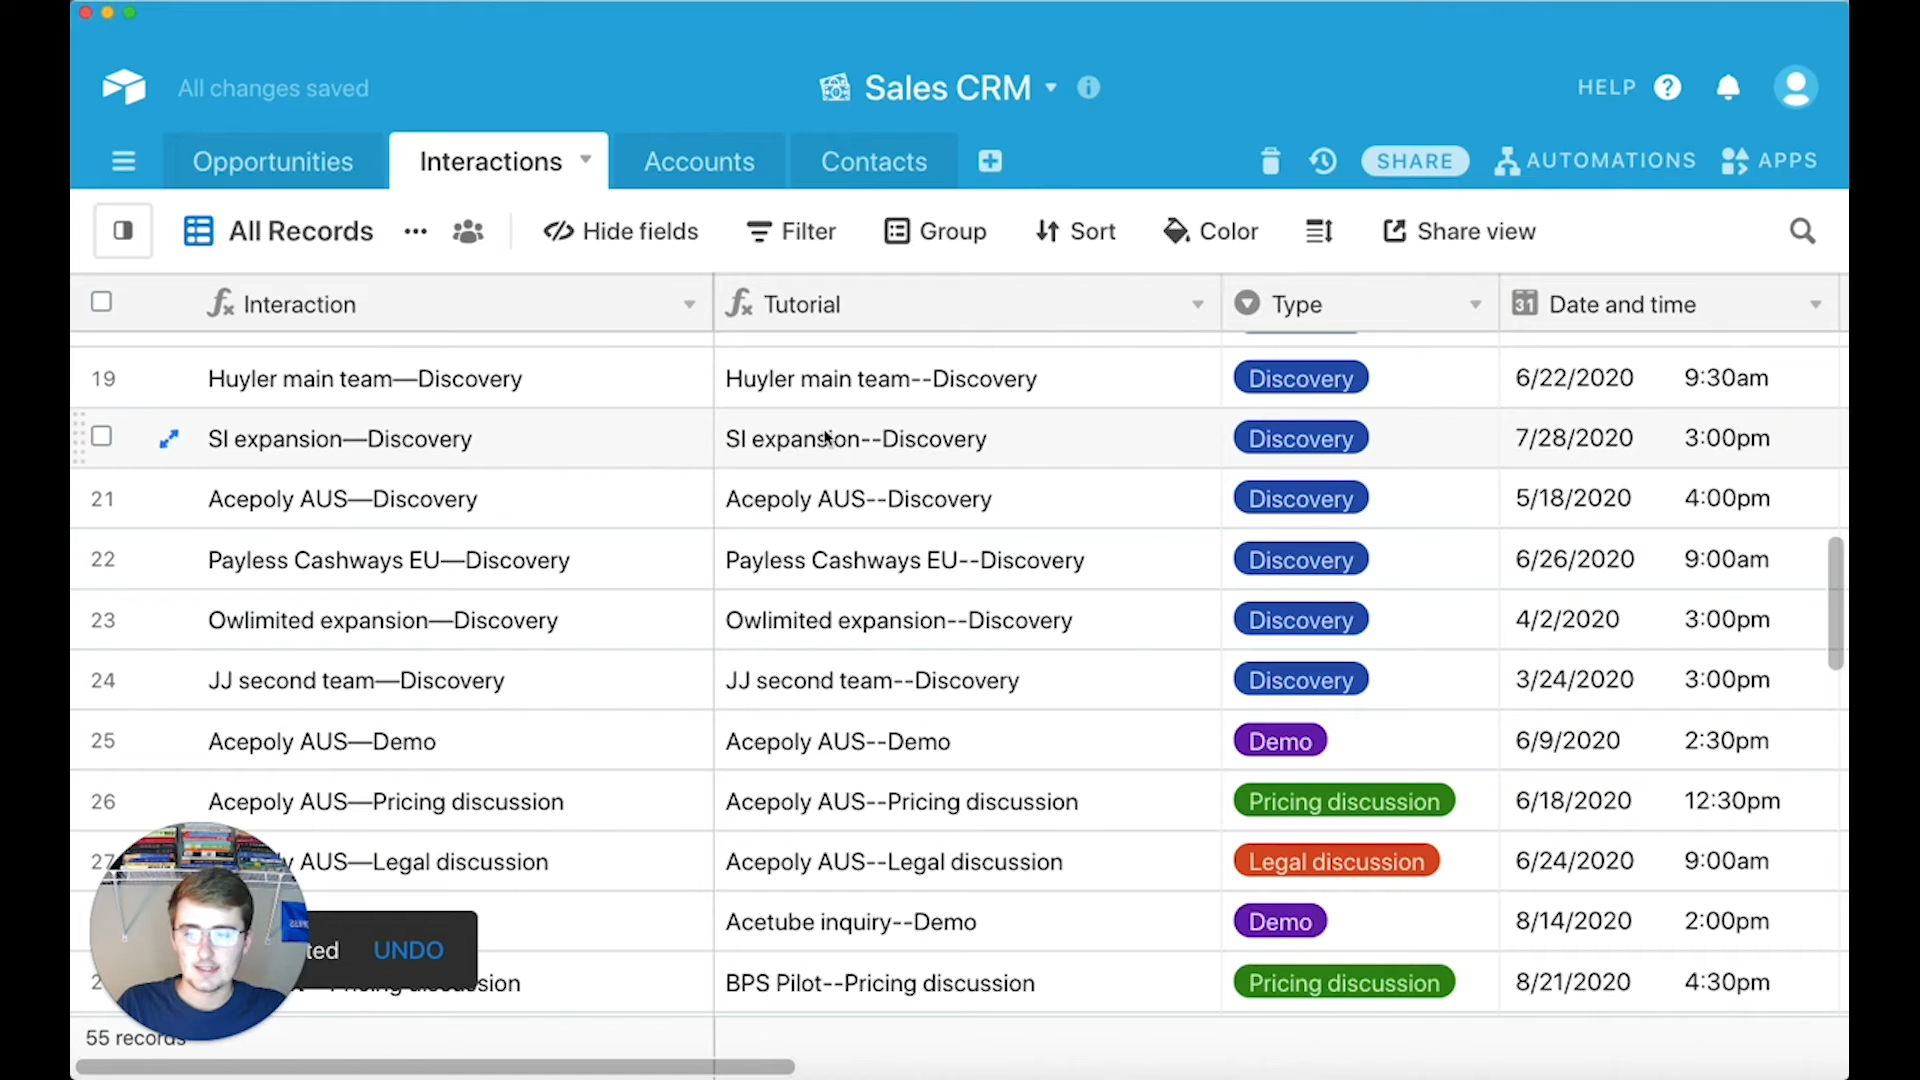 All changes saved
Sales CRM
HELP
Opportunities
Interactions
Accounts
Contacts
SHARE
AUTOMATIONS
APPS
All Records
Hide fields
Filter
Group
Sort
Color
Share view
Interaction Tutorial Type 31 Date and time
19 Huyler main team—Discovery Huyler main team--Discovery Discovery 6/22/2020 9:30am
SI expansion—Discovery SI expansion--Discovery Discovery 7/28/2020 3:00pm
21 Acepoly AUS—Discovery Acepoly AUS--Discovery Discovery 5/18/2020 4:00pm
22 Payless Cashways EU—Discovery Payless Cashways EU--Discovery Discovery 6/26/2020 9:00am
23 Owlimited expansion—Discovery Owlimited expansion--Discovery Discovery 4/2/2020 3:00pm
24 JJ second team—Discovery JJ second team--Discovery Discovery 3/24/2020 3:00pm
25 Acepoly AUS—Demo Acepoly AUS--Demo Demo 6/9/2020 2:30pm
26 Acepoly AUS—Pricing discussion Acepoly AUS--Pricing discussion Pricing discussion 6/18/2020 12:30pm
27 AUS—Legal discussion Acepoly AUS--Legal discussion Legal discussion 6/24/2020 9:00am
Acetube inquiry--Demo Demo 8/14/2020 2:00pm
UNDO
BPS Pilot--Pricing discussion Pricing discussion 8/21/2020 4:30pm
55 records